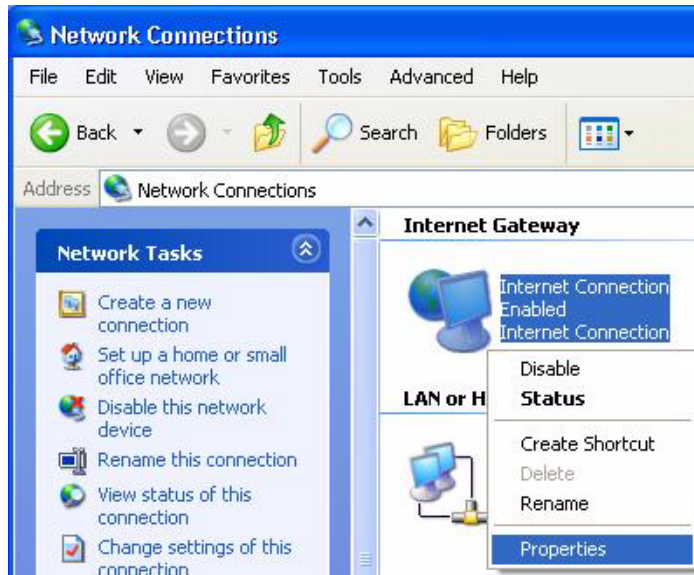 Network Connections
File Edit View Favorites Tools Advanced Help
Back Search Folders
Address Network Connections
Network Tasks
Create a new
connection
Set up a home or small
office network
Disable this network
device
Rename this connection
View status of this
connection
Change settings of this
connection
Internet Gateway
Internet Connection
Enabled
Internet Connection
LAN or H
Disable
Status
Create Shortcut
Delete
Rename
Properties